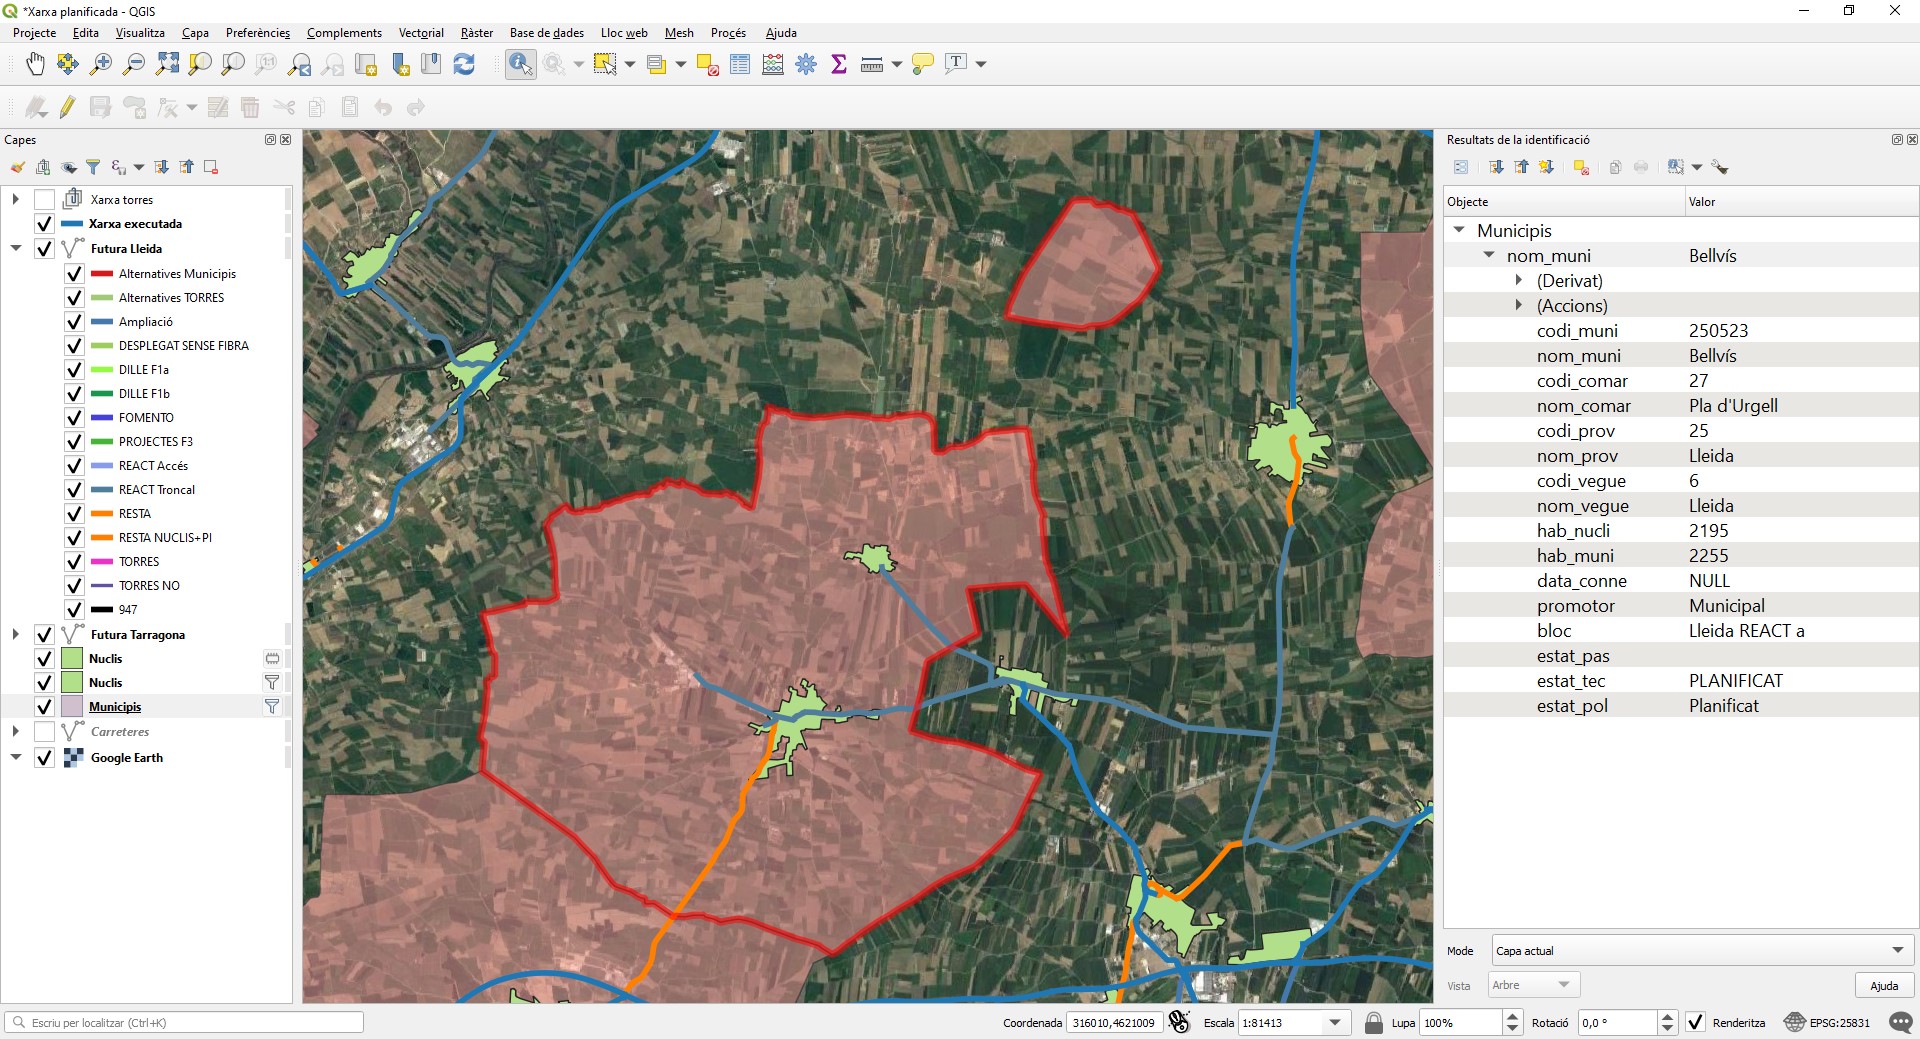 *Xarxa planificada - QGIS
Projecte Edita Visualitza Capa Preferències Complements Vectorial Ràster Base de dades Lloc web Mesh Procés Ajuda
Capes
Xarxa torres
Xarxa executada
Futura Lleida
Alternatives Municipis
Alternatives TORRES
Ampliació
DESPLEGAT SENSE FIBRA
DILLE F1a
DILLE F1b
FOMENTO
PROJECTES F3
REACT Accés
REACT Troncal
RESTA
RESTA NUCLIS+PI
TORRES
TORRES NO
947
Futura Tarragona
Nuclis
Nuclis
Municipis
Carreteres
Google Earth
Resultats de la identificació
Objecte Valor
Municipis
nom_muni Bellvís
(Derivat)
(Accions)
codi_muni 250523
nom_muni Bellvís
codi_comar 27
nom_comar Pla d'Urgell
codi_prov 25
nom_prov Lleida
codi_vegue 6
nom_vegue Lleida
hab_nucli 2195
hab_muni 2255
data_conne NULL
promotor Municipal
bloc Lleida REACT a
estat_pas
estat_tec PLANIFICAT
estat_pol Planificat
Mode Capa actual
Vista Arbre Ajuda
Escriu per localitzar (Ctrl+K) Coordenada 316010,4621009 Escala 1:81413 Lupa 100% Rotació 0,0 ° Renderitza EPSG:25831